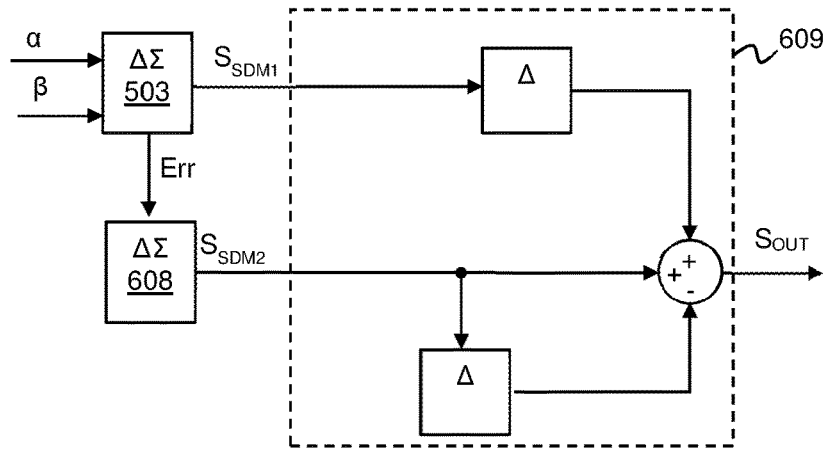 α
β
ΔΣ
503
S_SDM1
Δ
609
Err
ΔΣ
608
S_SDM2
+
+
-
S_OUT
Δ